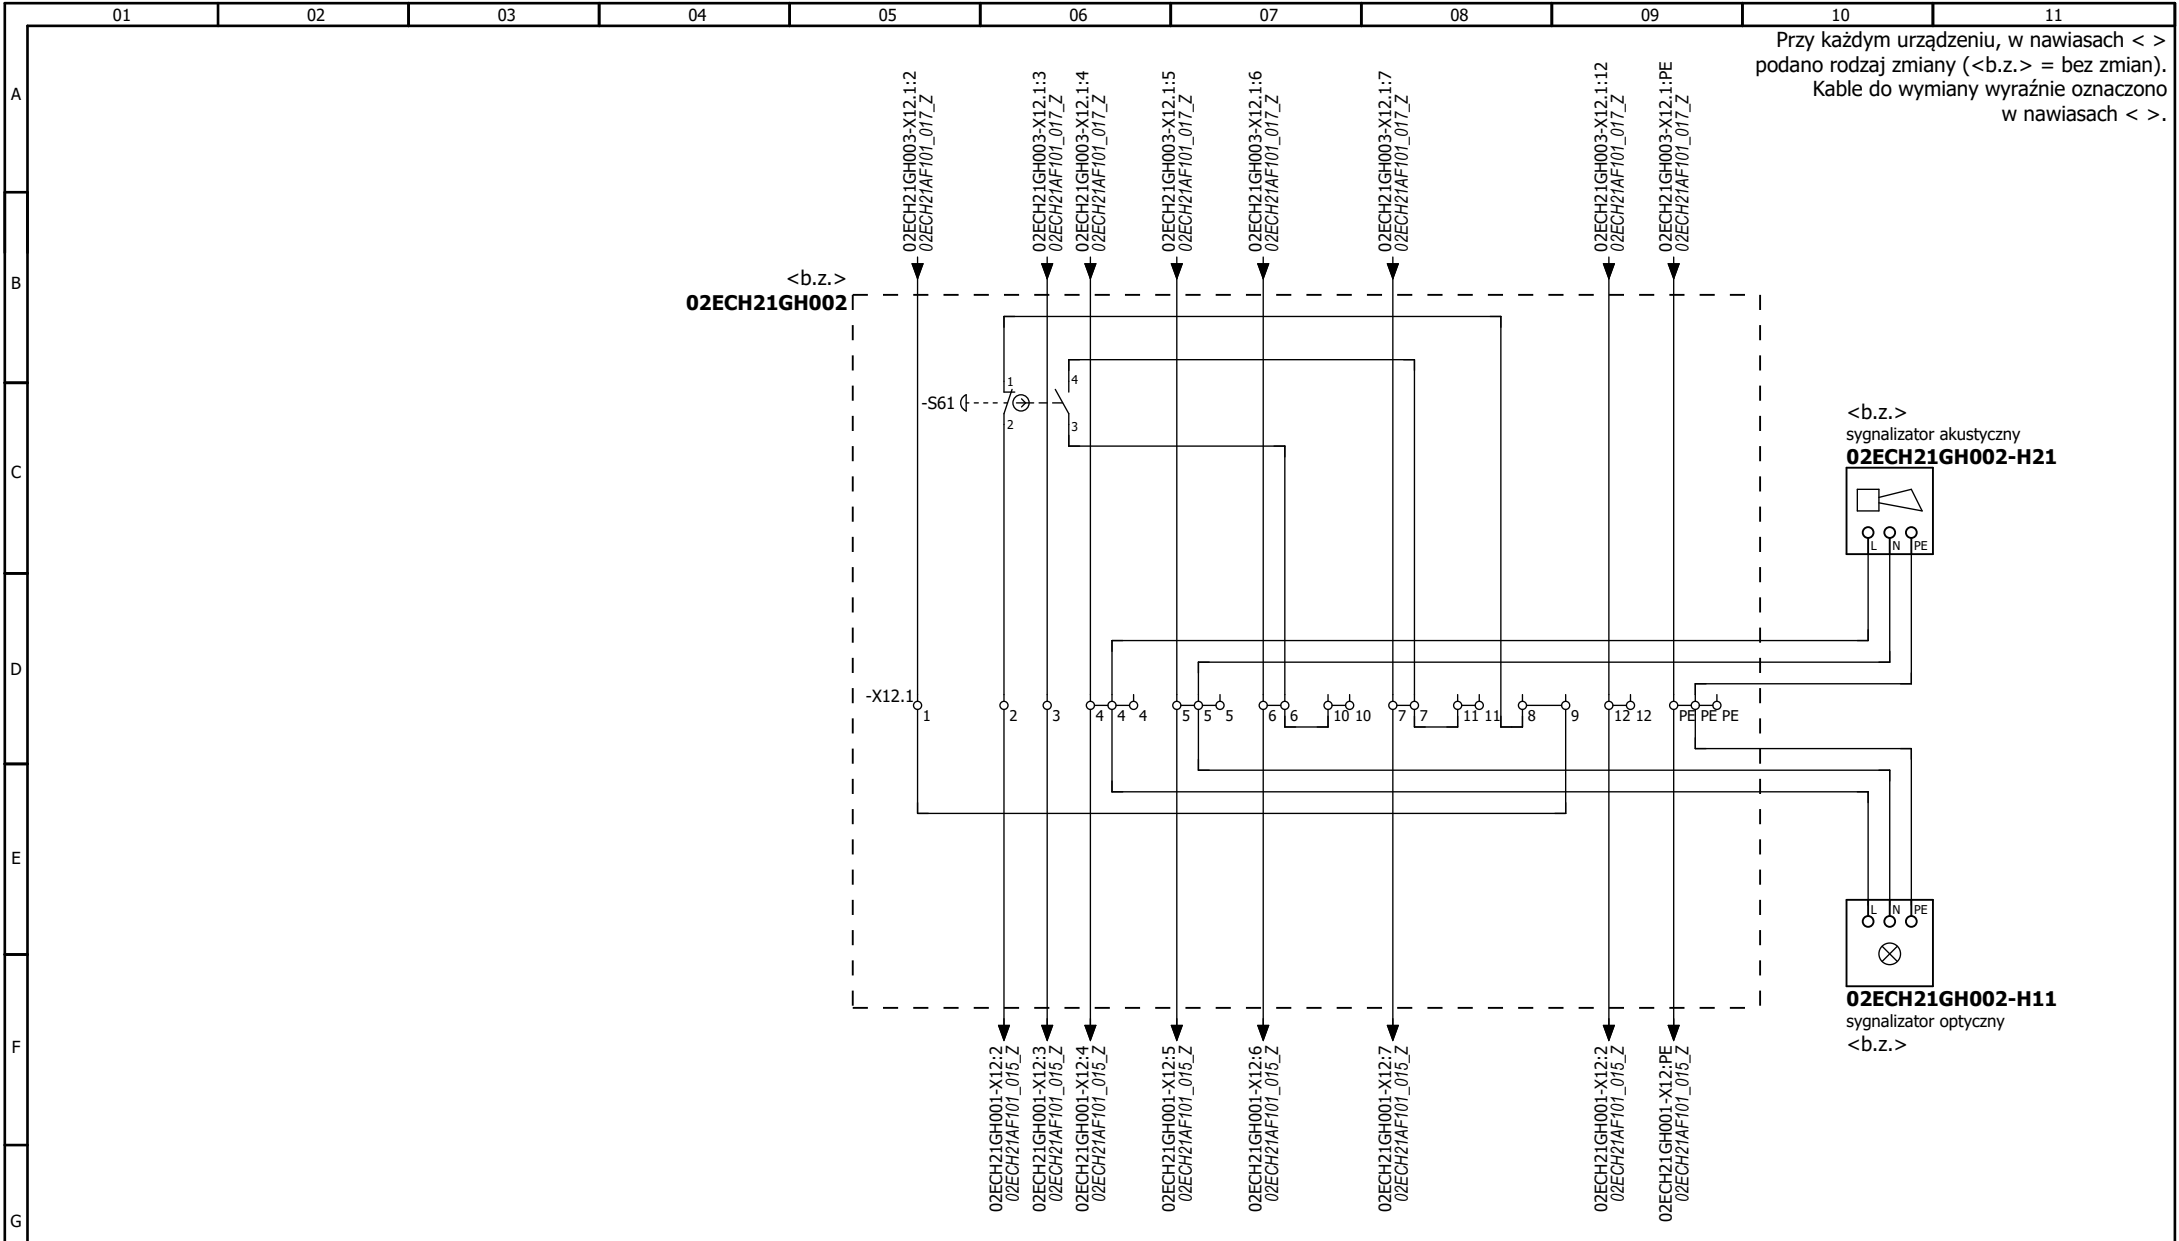 01 02 03 04 05 06 07 08 09 10 11
Przy każdym urządzeniu, w nawiasach < >
podano rodzaj zmiany (<b.z.> = bez zmian).
Kable do wymiany wyraźnie oznaczono
w nawiasach < >.
A
B
C
D
E
F
G
02ECH21GH003-X12.1:2
02ECH21AF101_017_Z
02ECH21GH003-X12.1:3
02ECH21AF101_017_Z
02ECH21GH003-X12.1:4
02ECH21AF101_017_Z
02ECH21GH003-X12.1:5
02ECH21AF101_017_Z
02ECH21GH003-X12.1:6
02ECH21AF101_017_Z
02ECH21GH003-X12.1:7
02ECH21AF101_017_Z
02ECH21GH003-X12.1:12
02ECH21AF101_017_Z
02ECH21GH003-X12.1:PE
02ECH21AF101_017_Z
<b.z.>
02ECH21GH002
1
4
-S61
2
3
<b.z.>
sygnalizator akustyczny
02ECH21GH002-H21
L N PE
-X12.1
1 2 3 4 4 4 5 5 5 6 6 10 10 7 7 11 11 8 9 12 12 PE PE PE
L N PE
02ECH21GH002-H11
sygnalizator optyczny
<b.z.>
02ECH21GH001-X12:2
02ECH21AF101_015_Z
02ECH21GH001-X12:3
02ECH21AF101_015_Z
02ECH21GH001-X12:4
02ECH21AF101_015_Z
02ECH21GH001-X12:5
02ECH21AF101_015_Z
02ECH21GH001-X12:6
02ECH21AF101_015_Z
02ECH21GH001-X12:7
02ECH21AF101_015_Z
02ECH21GH001-X12:2
02ECH21AF101_015_Z
02ECH21GH001-X12:PE
02ECH21AF101_015_Z